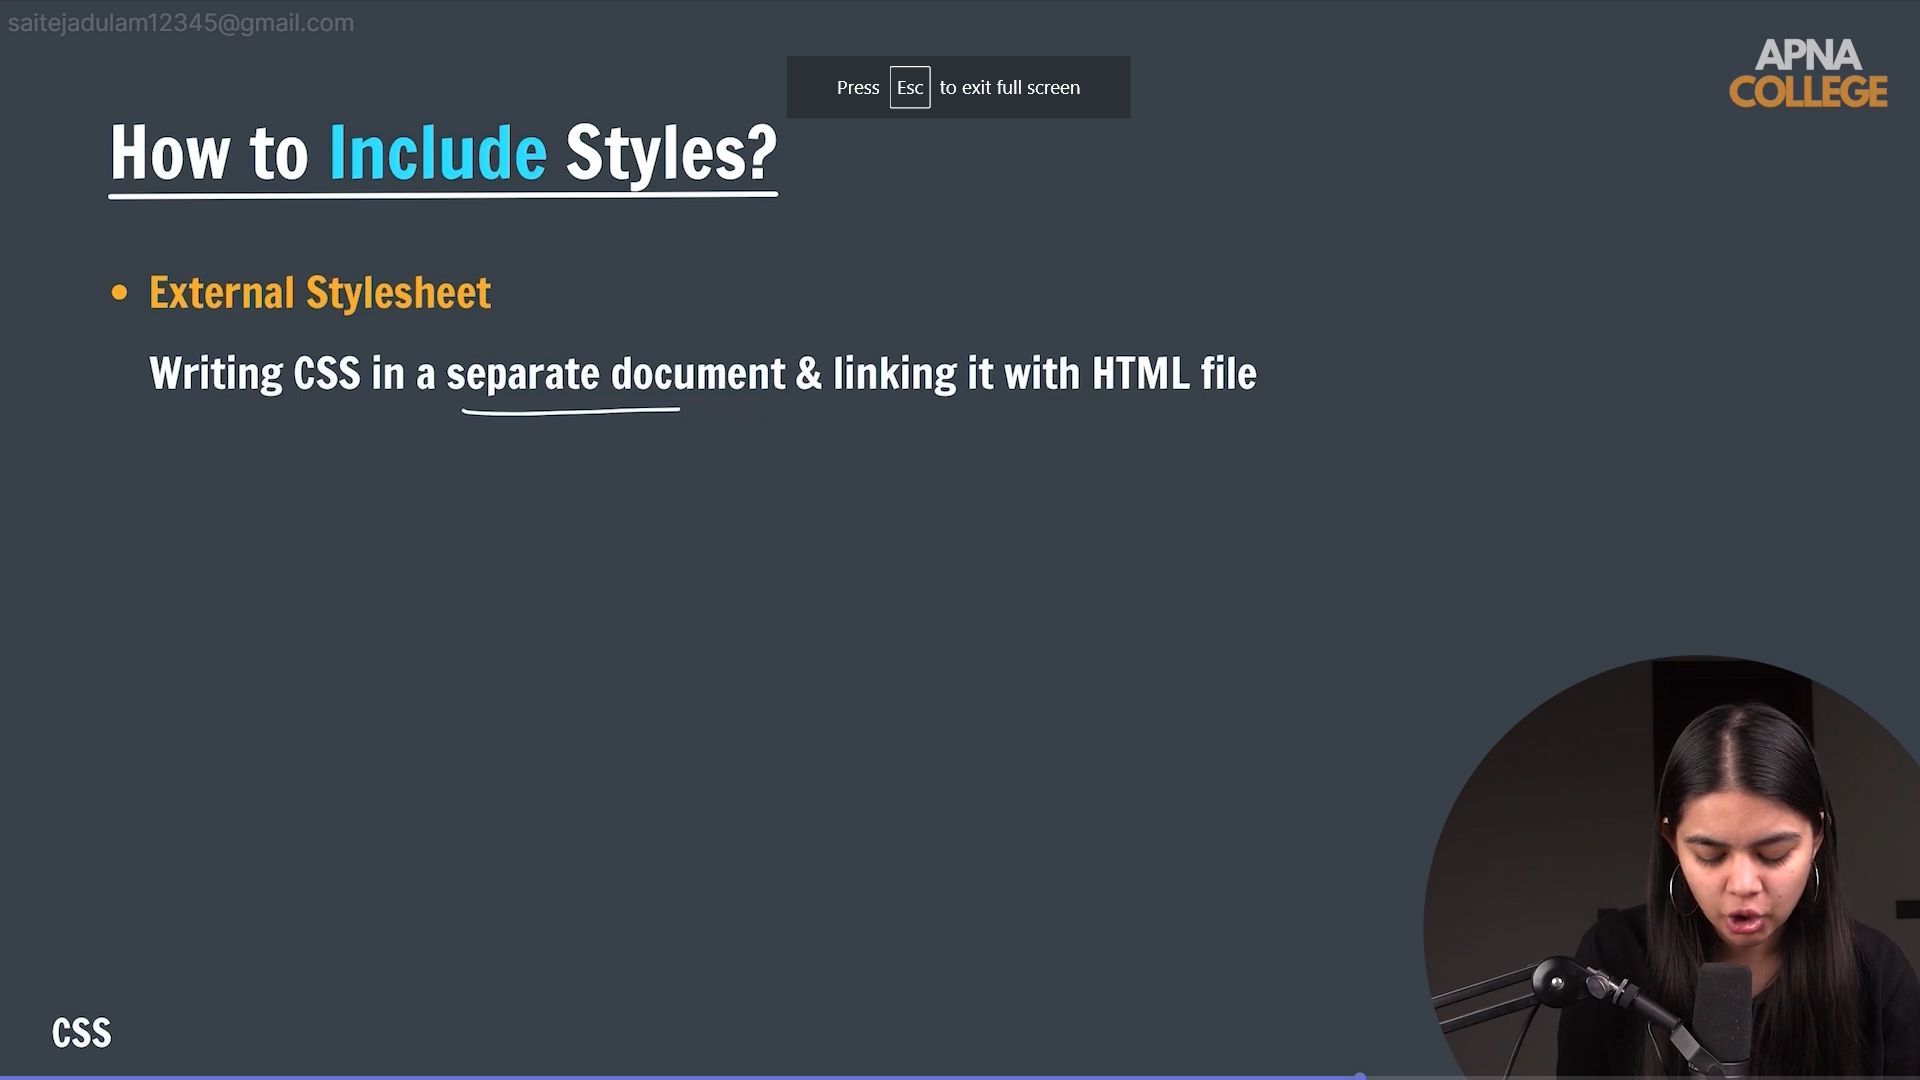 saitejadulam12345@gmail.com
APNA
COLLEGE
Press Esc to exit full screen
How to Include Styles?
• External Stylesheet
Writing CSS in a separate document & linking it with HTML file
CSS